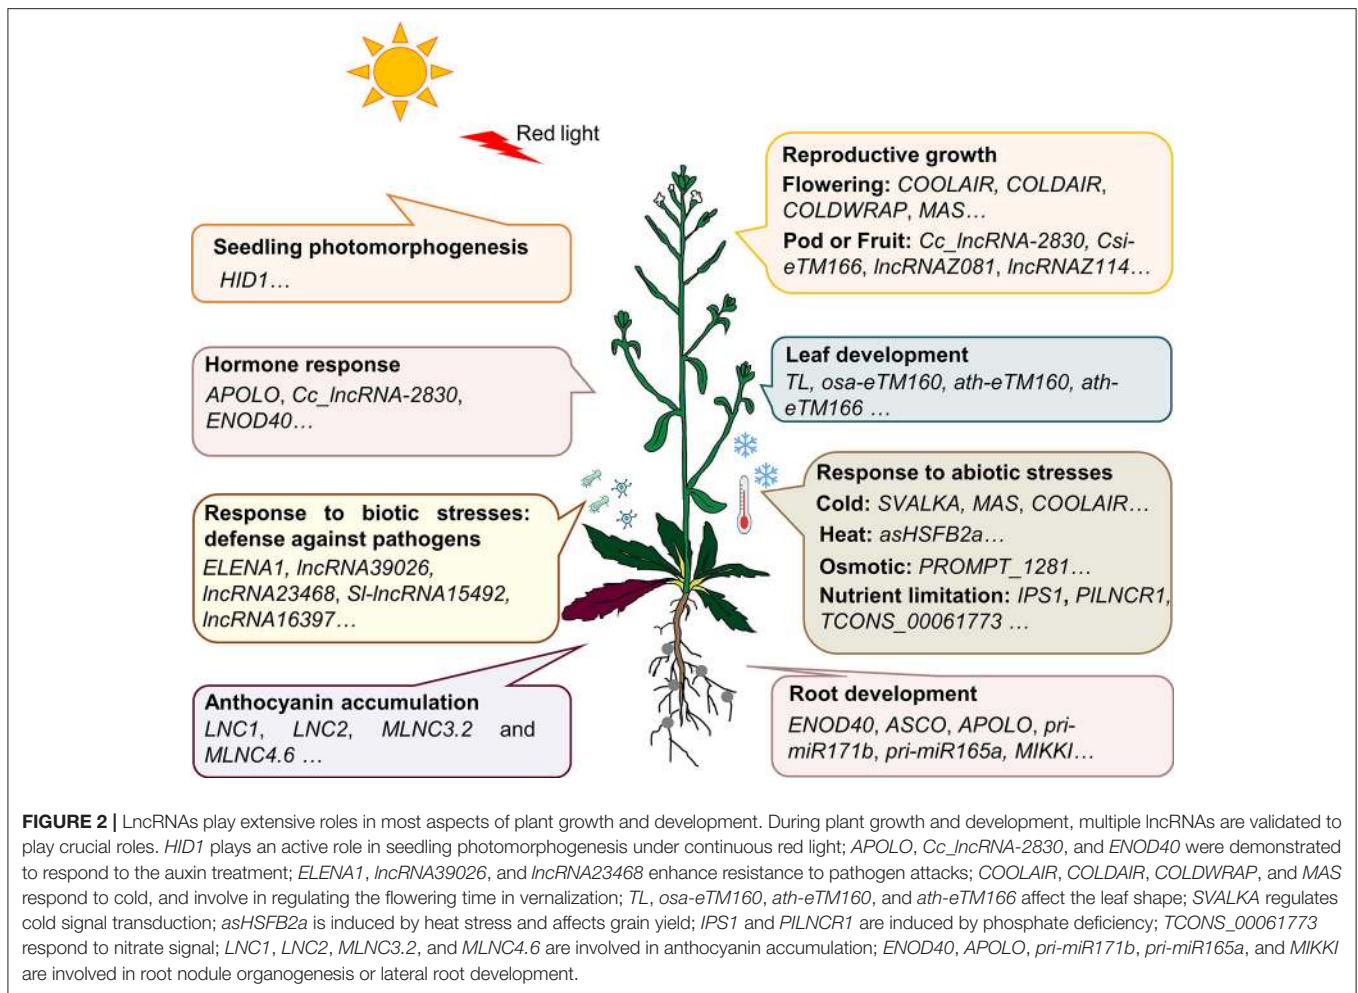 Red light
Seedling photomorphogenesis
HID1…
Reproductive growth
Flowering: COOLAIR, COLDAIR,
COLDWRAP, MAS…
Pod or Fruit: Cc_lncRNA-2830, Csi-
eTM166, lncRNAZ081, lncRNAZ114…
Hormone response
APOLO, Cc_lncRNA-2830,
ENOD40…
Leaf development
TL, osa-eTM160, ath-eTM160, ath-
eTM166 …
Response to biotic stresses:
defense against pathogens
ELENA1, lncRNA39026,
lncRNA23468, Sl-lncRNA15492,
lncRNA16397…
Response to abiotic stresses
Cold: SVALKA, MAS, COOLAIR…
Heat: asHSFB2a…
Osmotic: PROMPT_1281…
Nutrient limitation: IPS1, PILNCR1,
TCONS_00061773 …
Anthocyanin accumulation
LNC1, LNC2, MLNC3.2 and
MLNC4.6 …
Root development
ENOD40, ASCO, APOLO, pri-
miR171b, pri-miR165a, MIKKI…
FIGURE 2 | LncRNAs play extensive roles in most aspects of plant growth and development. During plant growth and development, multiple lncRNAs are validated to
play crucial roles. HID1 plays an active role in seedling photomorphogenesis under continuous red light; APOLO, Cc_lncRNA-2830, and ENOD40 were demonstrated
to respond to the auxin treatment; ELENA1, lncRNA39026, and lncRNA23468 enhance resistance to pathogen attacks; COOLAIR, COLDAIR, COLDWRAP, and MAS
respond to cold, and involve in regulating the flowering time in vernalization; TL, osa-eTM160, ath-eTM160, and ath-eTM166 affect the leaf shape; SVALKA regulates
cold signal transduction; asHSFB2a is induced by heat stress and affects grain yield; IPS1 and PILNCR1 are induced by phosphate deficiency; TCONS_00061773
respond to nitrate signal; LNC1, LNC2, MLNC3.2, and MLNC4.6 are involved in anthocyanin accumulation; ENOD40, APOLO, pri-miR171b, pri-miR165a, and MIKKI
are involved in root nodule organogenesis or lateral root development.